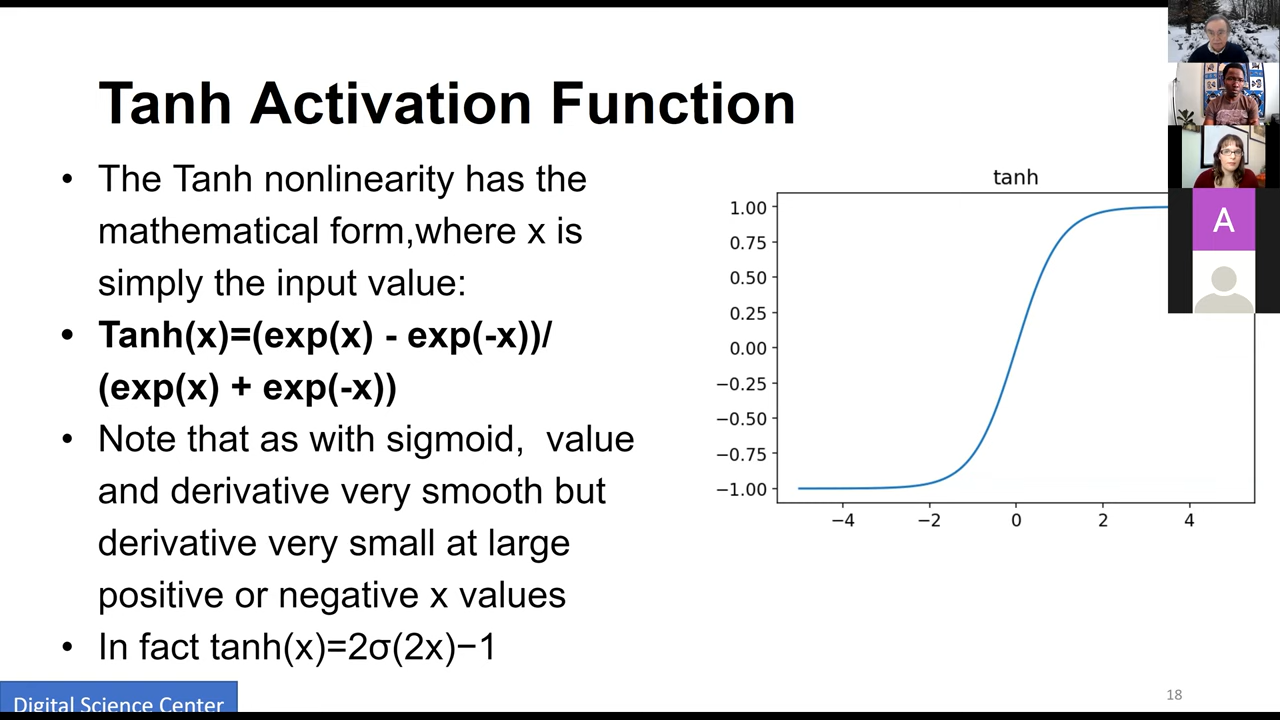 Tanh Activation Function
• The Tanh nonlinearity has the
mathematical form,where x is
simply the input value:
• Tanh(x)=(exp(x) - exp(-x))/
(exp(x) + exp(-x))
• Note that as with sigmoid,  value
and derivative very smooth but
derivative very small at large
positive or negative x values
• In fact tanh(x)=2σ(2x)−1
tanh
1.00
0.75
0.50
0.25
0.00
−0.25
−0.50
−0.75
−1.00
−4 −2 0 2 4
A
Digital Science Center
18